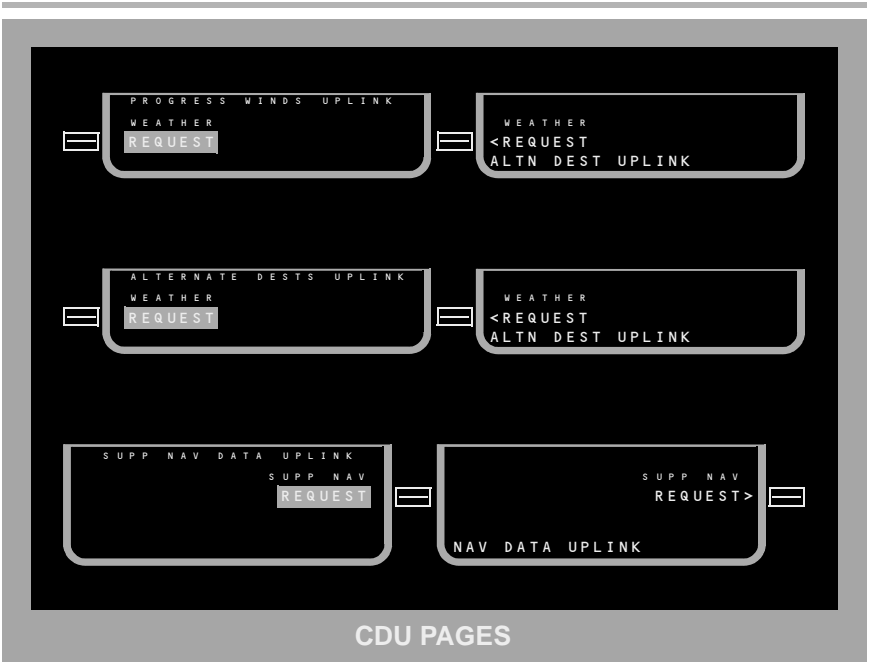 PROGRESS WINDS UPLINK
WEATHER
REQUEST
WEATHER
<REQUEST
ALTN DEST UPLINK
ALTERNATE DESTS UPLINK
WEATHER
REQUEST
WEATHER
<REQUEST
ALTN DEST UPLINK
SUPP NAV DATA UPLINK
SUPP NAV
REQUEST
SUPP NAV
REQUEST>
NAV DATA UPLINK
CDU PAGES